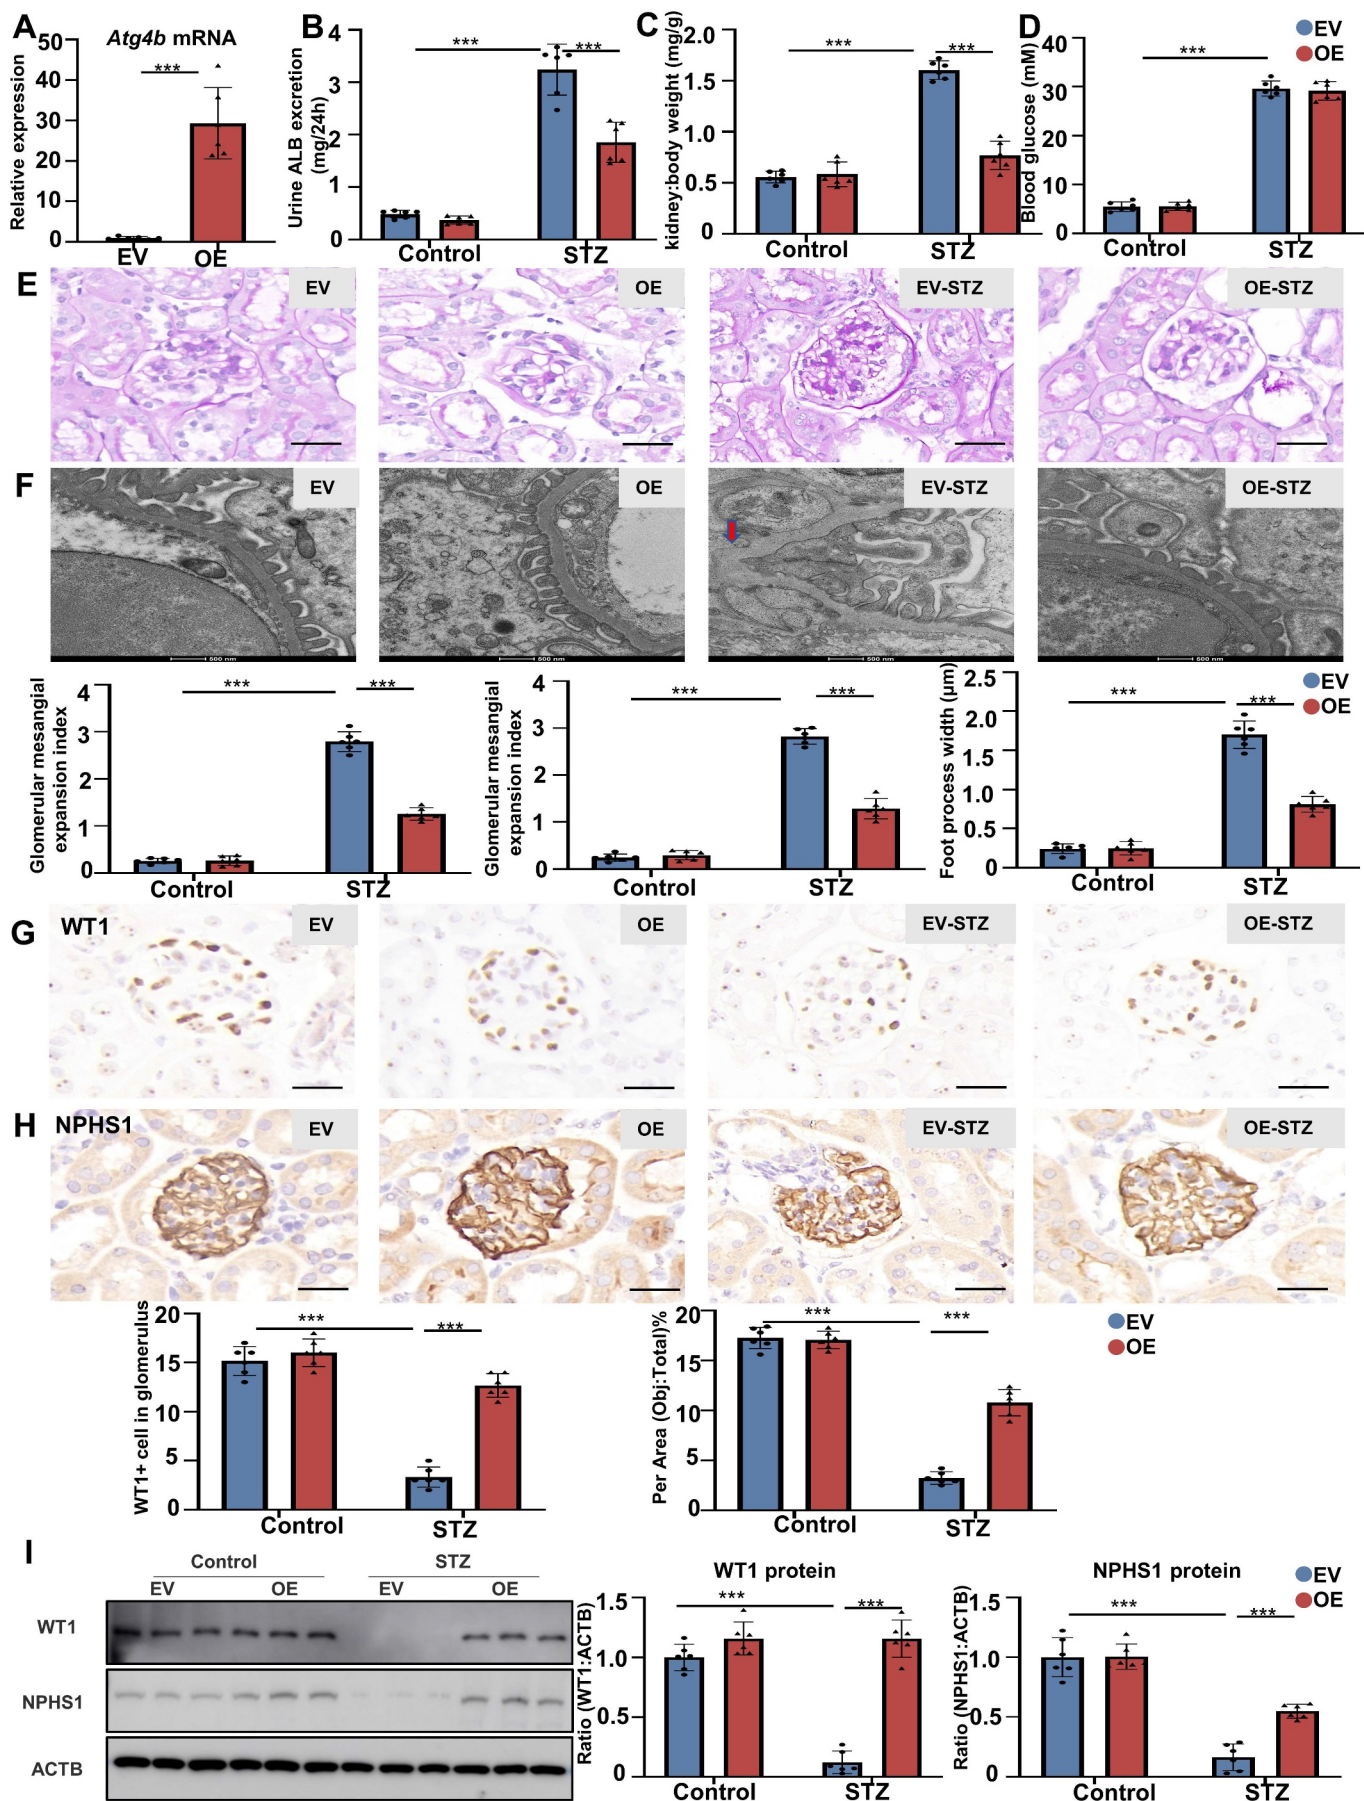 A
Atg4b mRNA
Relative expression
50
40
30
20
10
0
***
EV
OE
B
Urine ALB excretion
(mg/24h)
4
3
2
1
0
***
***
Control
STZ
C
kidney:body weight (mg/g)
2.0
1.5
1.0
0.5
0
***
***
Control
STZ
D
Blood glucose (mM)
40
30
20
10
0
***
Control
STZ
EV
OE
E
EV
OE
EV-STZ
OE-STZ
F
EV
OE
EV-STZ
OE-STZ
500 nm
500 nm
500 nm
500 nm
Glomerular mesangial
expansion index
4
3
2
1
0
***
***
Control
STZ
Glomerular mesangial
expansion index
4
3
2
1
0
***
***
Control
STZ
Foot process width (μm)
2.5
2.0
1.5
1.0
0.5
0
***
***
Control
STZ
EV
OE
G
WT1
EV
OE
EV-STZ
OE-STZ
H
NPHS1
EV
OE
EV-STZ
OE-STZ
WT1+ cell in glomerulus
20
15
10
5
0
***
***
Control
STZ
Per Area (Obj:Total)%
20
15
10
5
0
***
***
Control
STZ
EV
OE
I
Control
STZ
EV
OE
EV
OE
WT1
NPHS1
ACTB
WT1 protein
Ratio (WT1:ACTB)
1.5
1.0
0.5
0
***
***
Control
STZ
NPHS1 protein
Ratio (NPHS1:ACTB)
1.5
1.0
0.5
0
***
***
Control
STZ
EV
OE